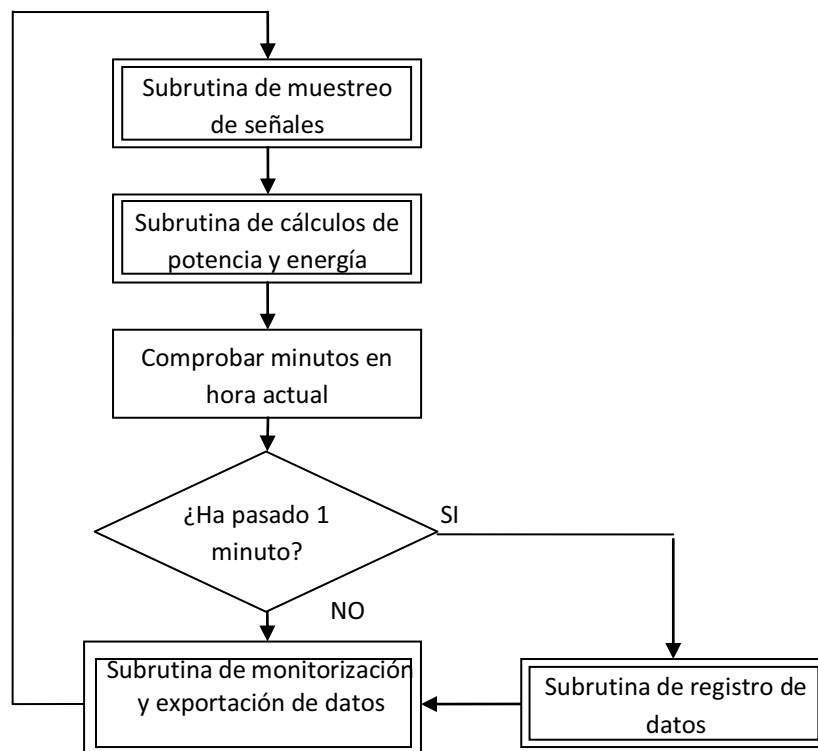 Subrutina de muestreo
de señales
Subrutina de cálculos de
potencia y energía
Comprobar minutos en
hora actual
¿Ha pasado 1
minuto?
SI
NO
Subrutina de monitorización
y exportación de datos
Subrutina de registro de
datos